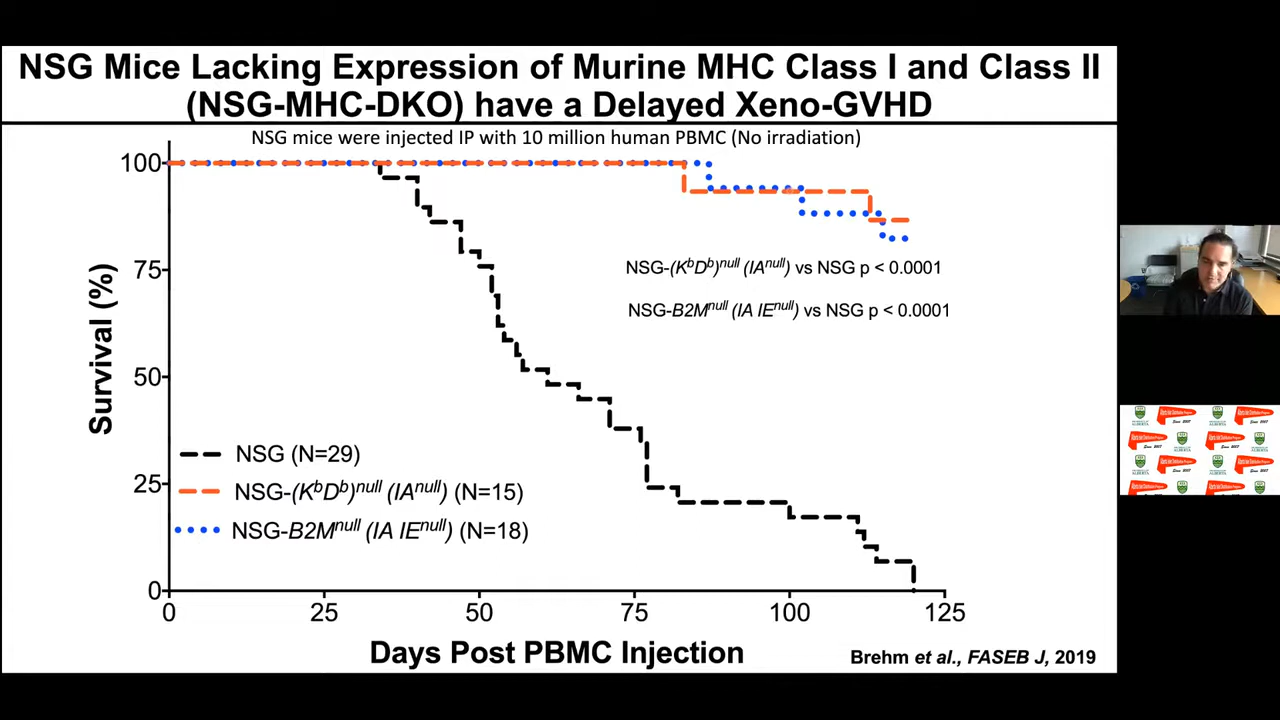 NSG Mice Lacking Expression of Murine MHC Class I and Class II
(NSG-MHC-DKO) have a Delayed Xeno-GVHD
NSG mice were injected IP with 10 million human PBMC (No irradiation)
100
75
50
25
0
Survival (%)
NSG-(KᵇDᵇ)ⁿᵘˡˡ (IAⁿᵘˡˡ) vs NSG p < 0.0001
NSG-B2Mⁿᵘˡˡ (IA IEⁿᵘˡˡ) vs NSG p < 0.0001
NSG (N=29)
NSG-(KᵇDᵇ)ⁿᵘˡˡ (IAⁿᵘˡˡ) (N=15)
NSG-B2Mⁿᵘˡˡ (IA IEⁿᵘˡˡ) (N=18)
0 25 50 75 100 125
Days Post PBMC Injection
Brehm et al., FASEB J, 2019